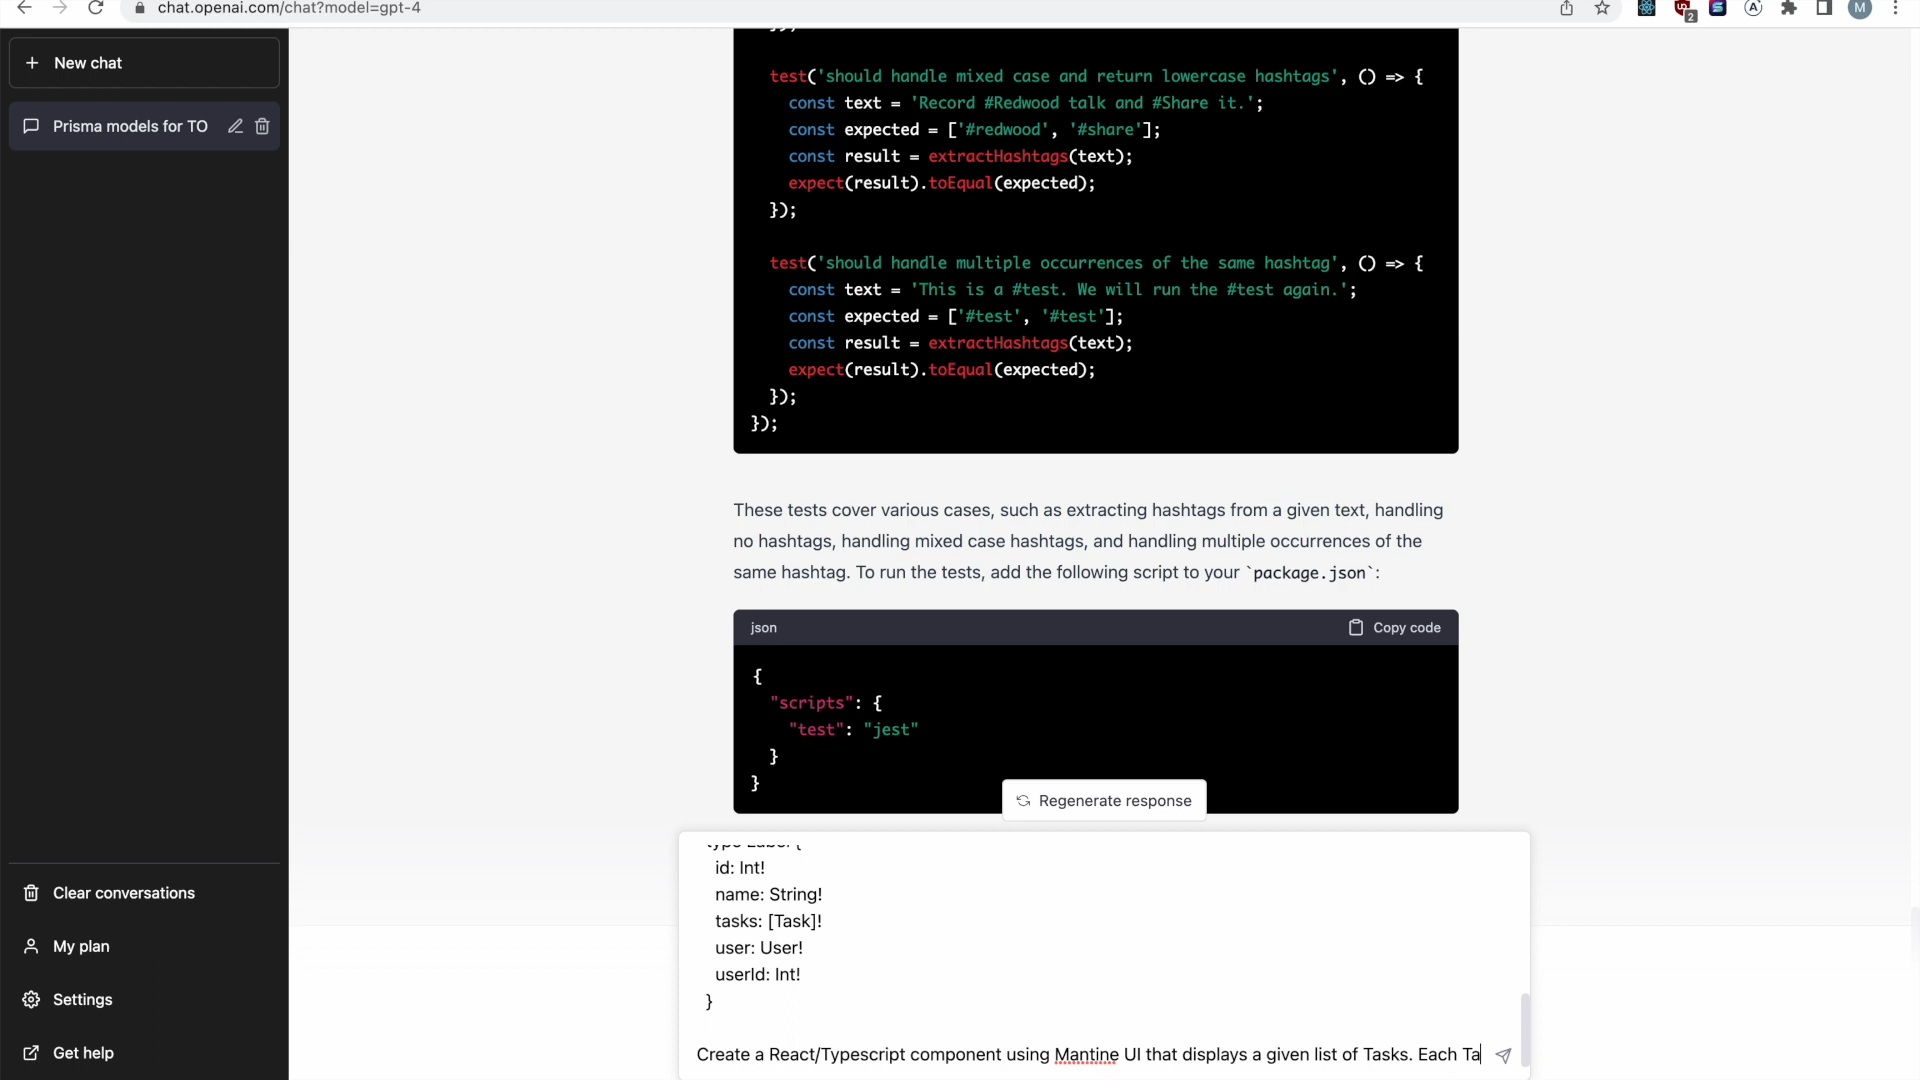 chat.openai.com/chat?model=gpt-4
2
M
New chat
Prisma models for TO
});
test('should handle mixed case and return lowercase hashtags', () => {
const text = 'Record #Redwood talk and #Share it.';
const expected = ['#redwood', '#share'];
const result = extractHashtags(text);
expect(result).toEqual(expected);
});
test('should handle multiple occurrences of the same hashtag', () => {
const text = 'This is a #test. We will run the #test again.';
const expected = ['#test', '#test'];
const result = extractHashtags(text);
expect(result).toEqual(expected);
});
});
These tests cover various cases, such as extracting hashtags from a given text, handling
no hashtags, handling mixed case hashtags, and handling multiple occurrences of the
same hashtag. To run the tests, add the following script to your `package.json`:
json
Copy code
{
"scripts": {
"test": "jest"
}
}
Regenerate response
type Label {
id: Int!
name: String!
tasks: [Task]!
user: User!
userId: Int!
}
Create a React/Typescript component using Mantine UI that displays a given list of Tasks. Each Ta
Clear conversations
My plan
Settings
Get help